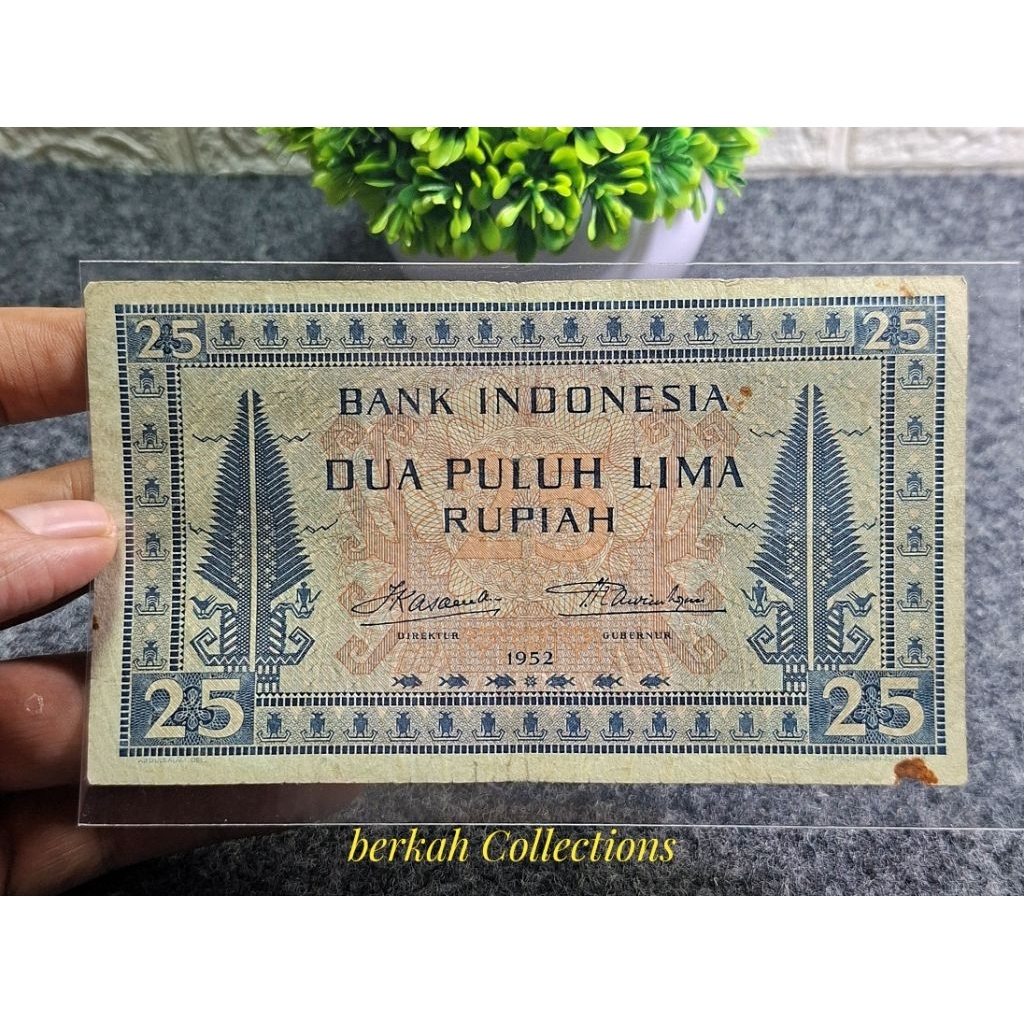 25 25
BANK INDONESIA
DUA PULUH LIMA
RUPIAH
DIREKTUR GUBERNUR
1952
25 25
berkah Collections